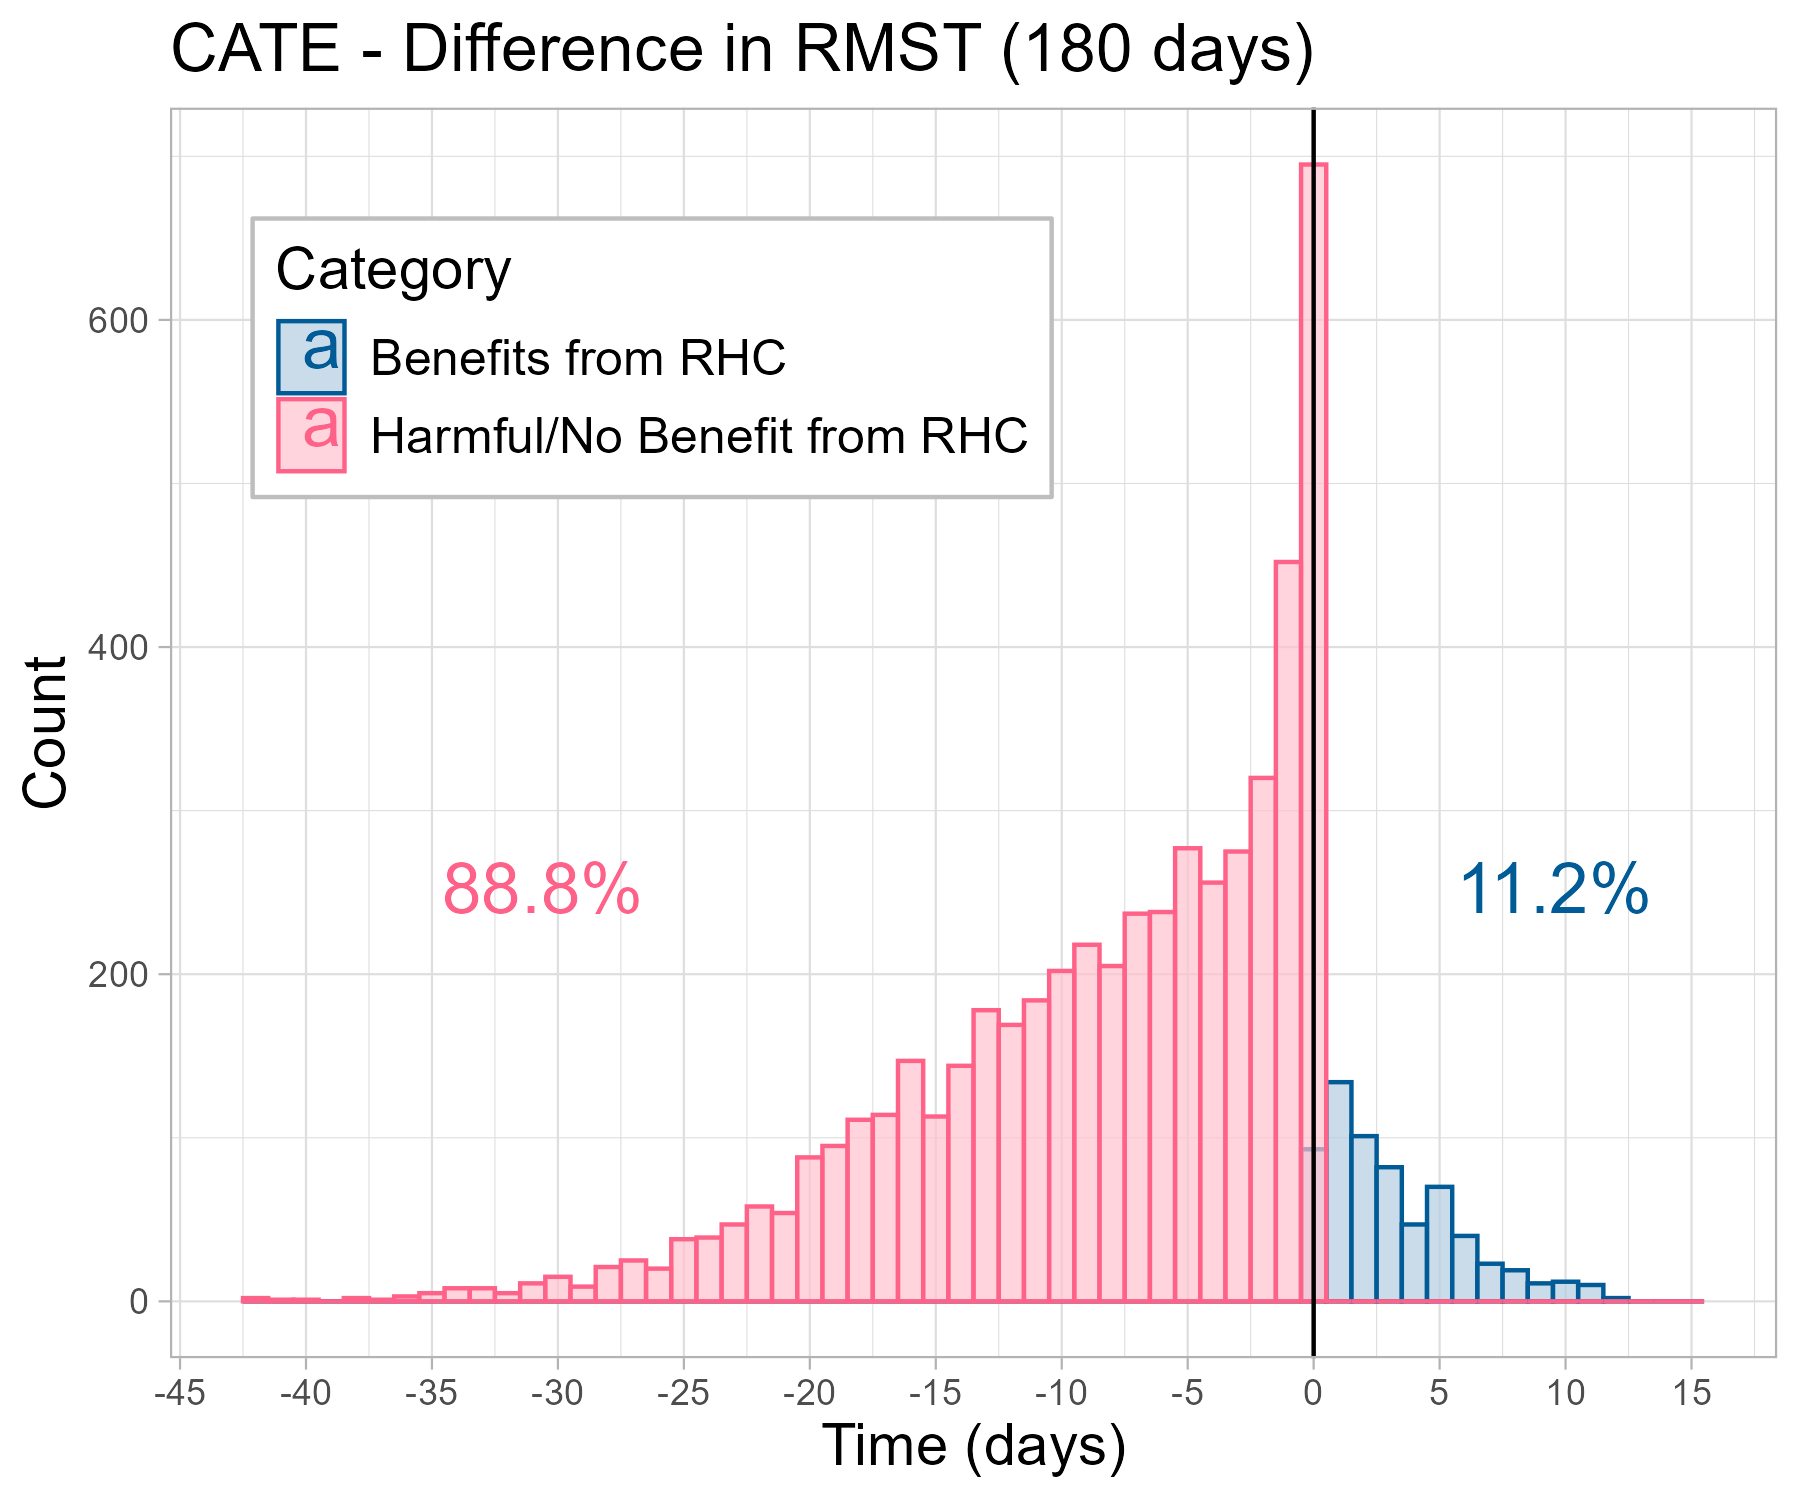 CATE - Difference in RMST (180 days)
Category
a Benefits from RHC
a Harmful/No Benefit from RHC
600
400
200
0
Count
88.8%
11.2%
-45 -40 -35 -30 -25 -20 -15 -10 -5 0 5 10 15
Time (days)